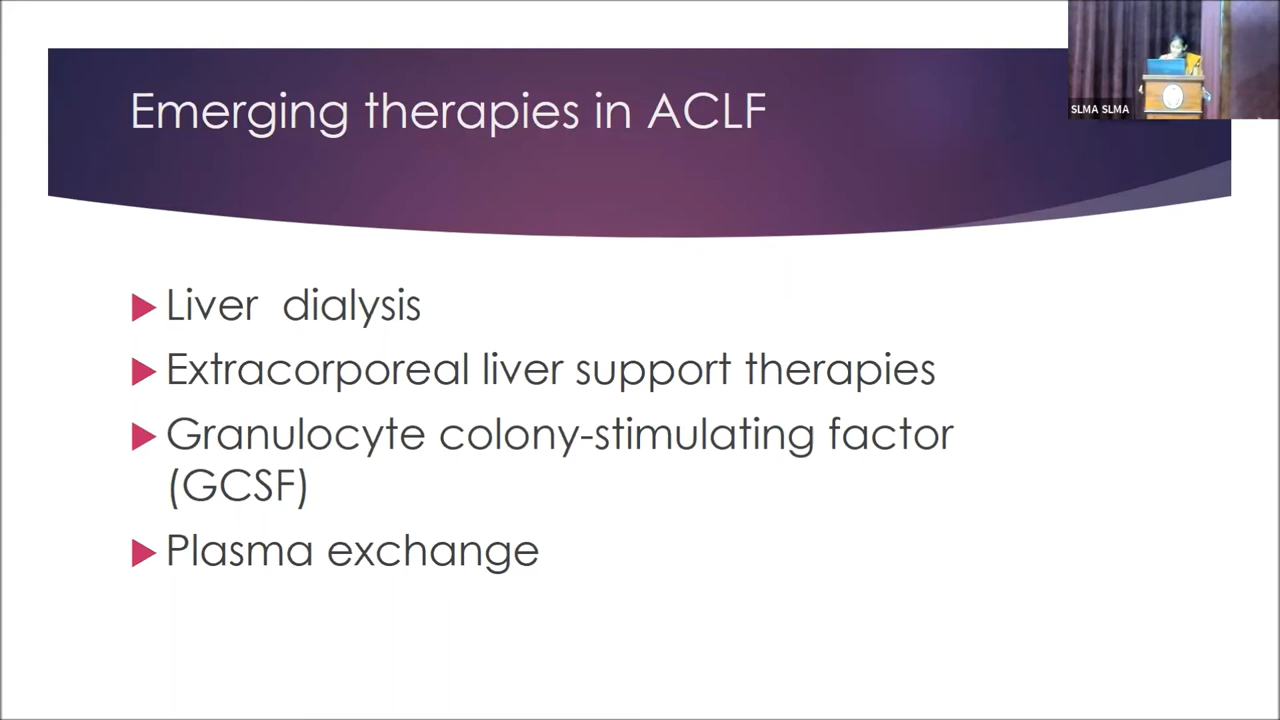 Emerging therapies in ACLF
SLMA SLMA
Liver dialysis
Extracorporeal liver support therapies
Granulocyte colony-stimulating factor
(GCSF)
Plasma exchange